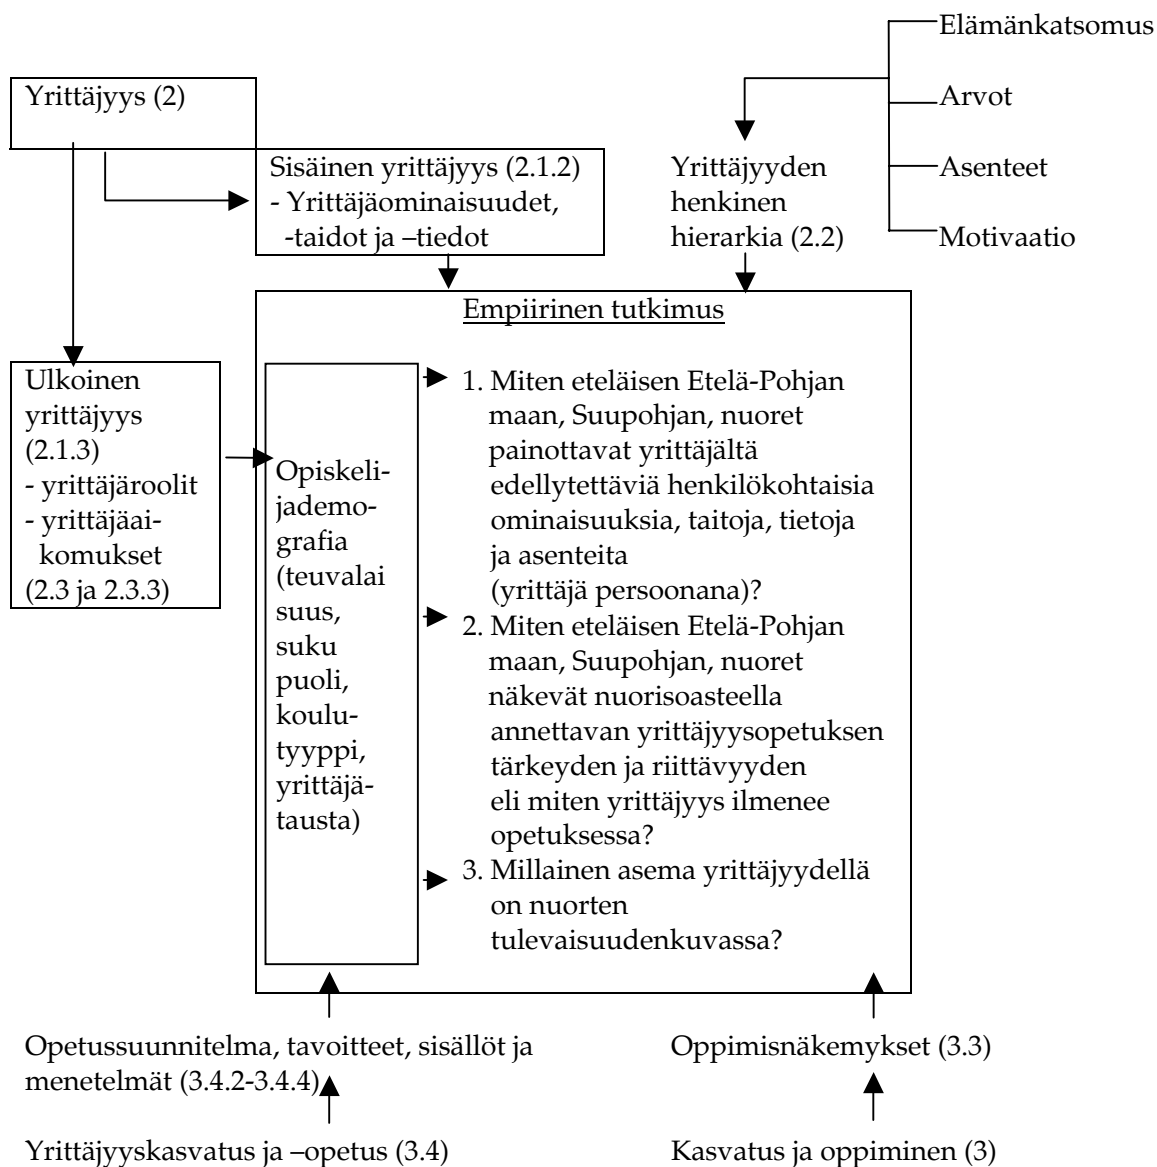 Elämänkatsomus
Arvot
Asenteet
Motivaatio
Yrittäjyys (2)
Sisäinen yrittäjyys (2.1.2)
- Yrittäjäominaisuudet,
-taidot ja –tiedot
Yrittäjyyden
henkinen
hierarkia (2.2)
Ulkoinen
yrittäjyys
(2.1.3)
- yrittäjäroolit
- yrittäjäai-
komukset
(2.3 ja 2.3.3)
Empiirinen tutkimus
Opiskeli-
jademo-
grafia
(teuvalai
suus,
suku
puoli,
koulu-
tyyppi,
yrittäjä-
tausta)
1. Miten eteläisen Etelä-Pohjan
maan, Suupohjan, nuoret
painottavat yrittäjältä
edellytettäviä henkilökohtaisia
ominaisuuksia, taitoja, tietoja
ja asenteita
(yrittäjä persoonana)?
2. Miten eteläisen Etelä-Pohjan
maan, Suupohjan, nuoret
näkevät nuorisoasteella
annettavan yrittäjyysopetuksen
tärkeyden ja riittävyyden
eli miten yrittäjyys ilmenee
opetuksessa?
3. Millainen asema yrittäjyydellä
on nuorten
tulevaisuudenkuvassa?
Opetussuunnitelma, tavoitteet, sisällöt ja
menetelmät (3.4.2-3.4.4)
Oppimisnäkemykset (3.3)
Yrittäjyyskasvatus ja –opetus (3.4)
Kasvatus ja oppiminen (3)